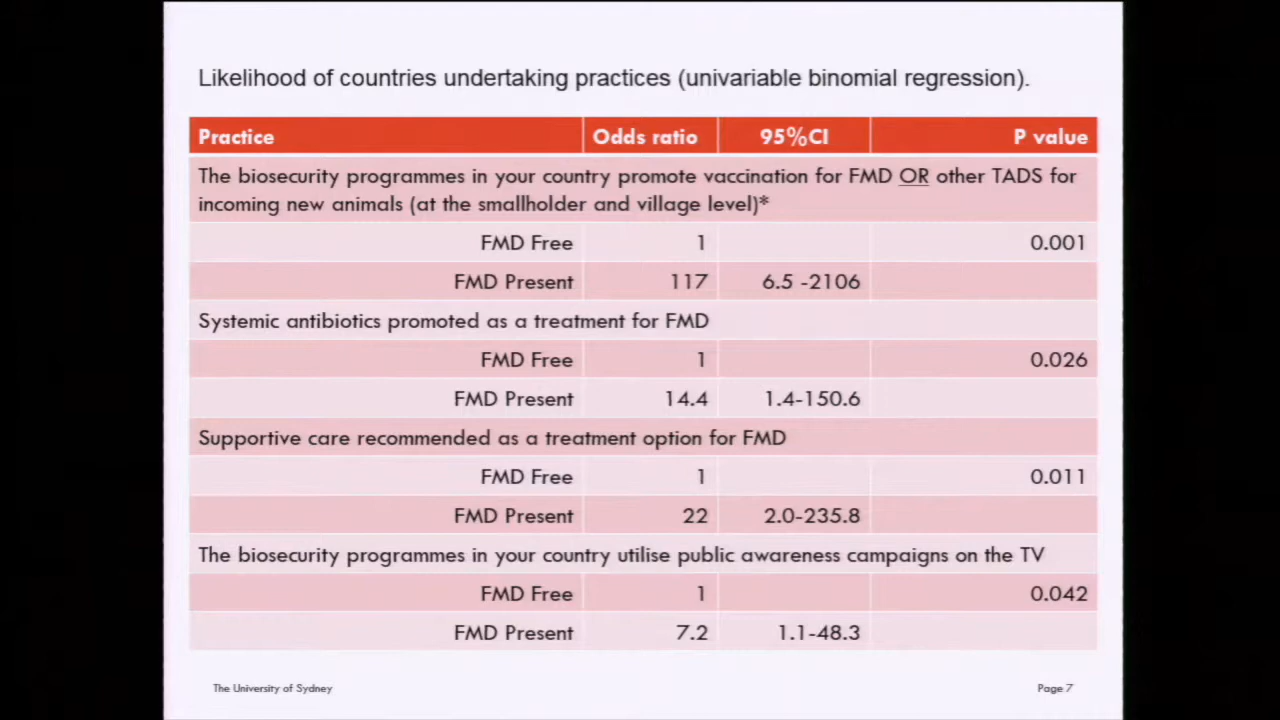 Likelihood of countries undertaking practices (univariable binomial regression).
Practice Odds ratio 95%CI P value
The biosecurity programmes in your country promote vaccination for FMD OR other TADS for
incoming new animals (at the smallholder and village level)*
FMD Free 1 0.001
FMD Present 117 6.5 -2106
Systemic antibiotics promoted as a treatment for FMD
FMD Free 1 0.026
FMD Present 14.4 1.4-150.6
Supportive care recommended as a treatment option for FMD
FMD Free 1 0.011
FMD Present 22 2.0-235.8
The biosecurity programmes in your country utilise public awareness campaigns on the TV
FMD Free 1 0.042
FMD Present 7.2 1.1-48.3
The University of Sydney Page 7